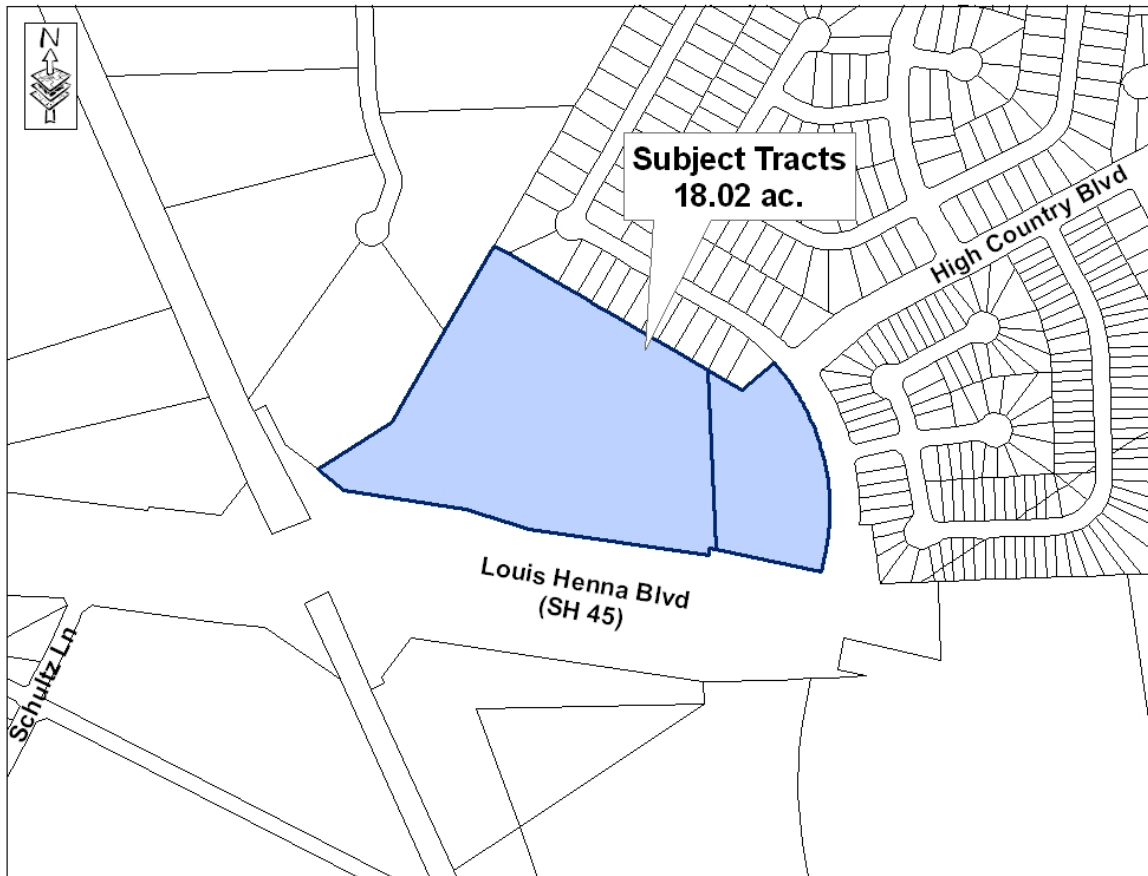 N
Subject Tracts
18.02 ac.
High Country Blvd
Louis Henna Blvd
(SH 45)
Schultz Ln